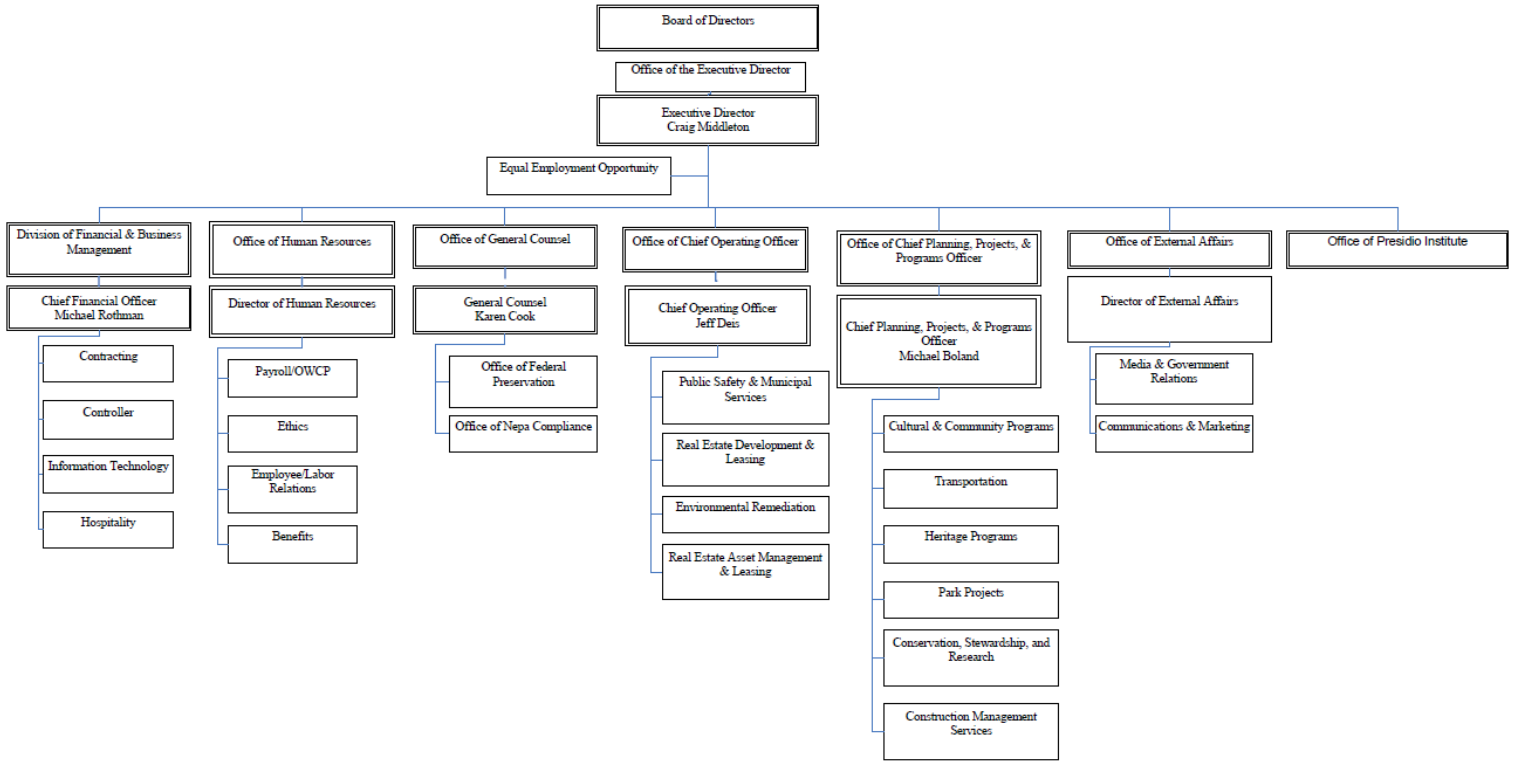 Board of Directors
Office of the Executive Director
Executive Director
Craig Middleton
Equal Employment Opportunity
Division of Financial & Business
Management
Chief Financial Officer
Michael Rothman
Contracting
Controller
Information Technology
Hospitality
Office of Human Resources
Director of Human Resources
Payroll/OWCP
Ethics
Employee/Labor
Relations
Benefits
Office of General Counsel
General Counsel
Karen Cook
Office of Federal
Preservation
Office of Nepa Compliance
Office of Chief Operating Officer
Chief Operating Officer
Jeff Deis
Public Safety & Municipal
Services
Real Estate Development &
Leasing
Environmental Remediation
Real Estate Asset Management
& Leasing
Office of Chief Planning, Projects, &
Programs Officer
Chief Planning, Projects, & Programs
Officer
Michael Boland
Cultural & Community Programs
Transportation
Heritage Programs
Park Projects
Conservation, Stewardship, and
Research
Construction Management
Services
Office of External Affairs
Director of External Affairs
Media & Government
Relations
Communications & Marketing
Office of Presidio Institute